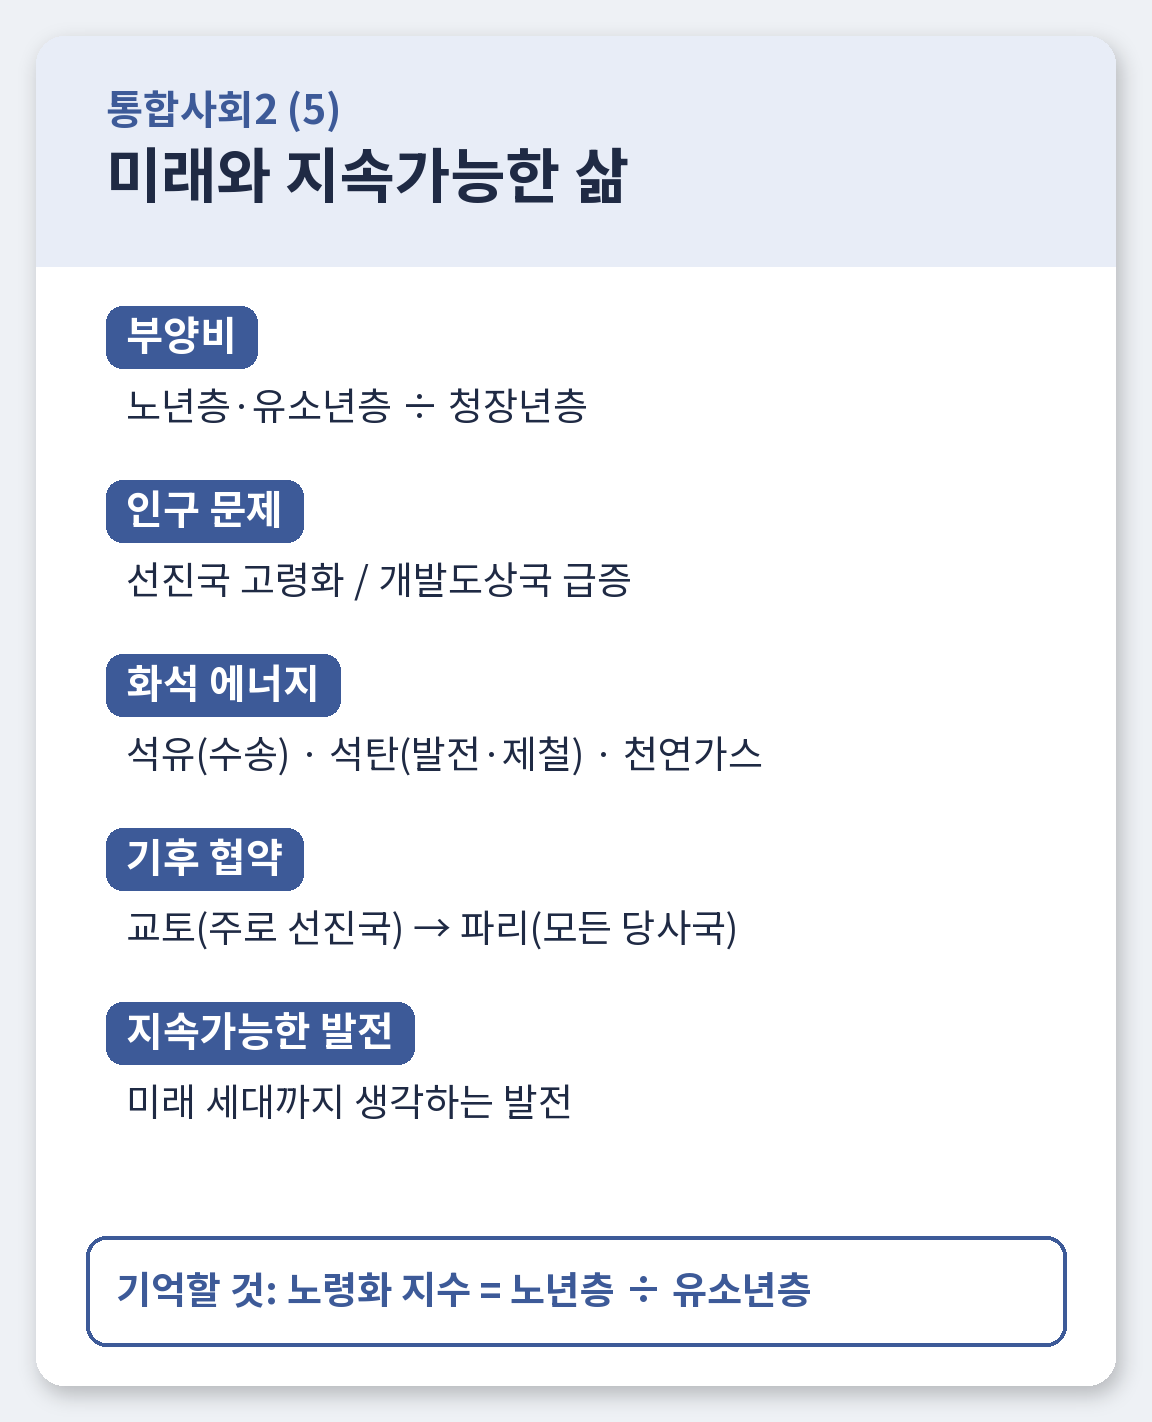 통합사회2 (5)
미래와 지속가능한 삶
부양비
노년층·유소년층 ÷ 청장년층
인구 문제
선진국 고령화 / 개발도상국 급증
화석 에너지
석유(수송) · 석탄(발전·제철) · 천연가스
기후 협약
교토(주로 선진국) → 파리(모든 당사국)
지속가능한 발전
미래 세대까지 생각하는 발전
기억할 것: 노령화 지수 = 노년층 ÷ 유소년층